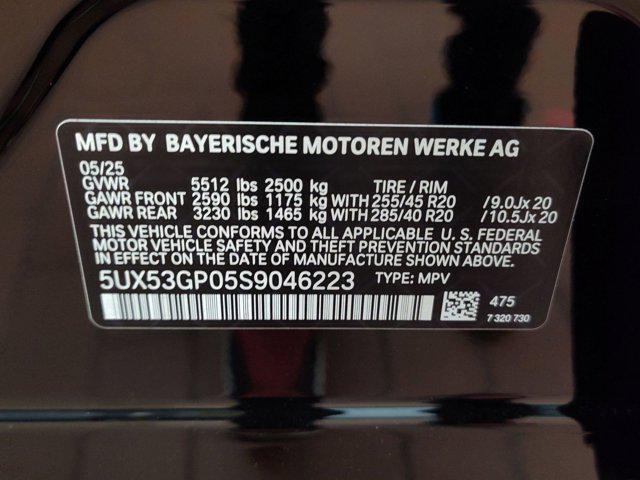 MFD BY BAYERISCHE MOTOREN WERKE AG
05/25
GVWR 5512 lbs 2500 kg TIRE / RIM
GAWR FRONT 2590 lbs 1175 kg WITH 255/45 R20 /9.0Jx 20
GAWR REAR 3230 lbs 1465 kg WITH 285/40 R20 /10.5Jx 20
THIS VEHICLE CONFORMS TO ALL APPLICABLE U. S. FEDERAL
MOTOR VEHICLE SAFETY AND THEFT PREVENTION STANDARDS
IN EFFECT ON THE DATE OF MANUFACTURE SHOWN ABOVE.
5UX53GP05S9046223 TYPE: MPV
475
7 320 730